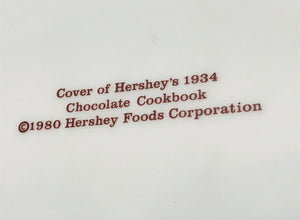 Cover of Hershey's 1934
Chocolate Cookbook
©1980 Hershey Foods Corporation